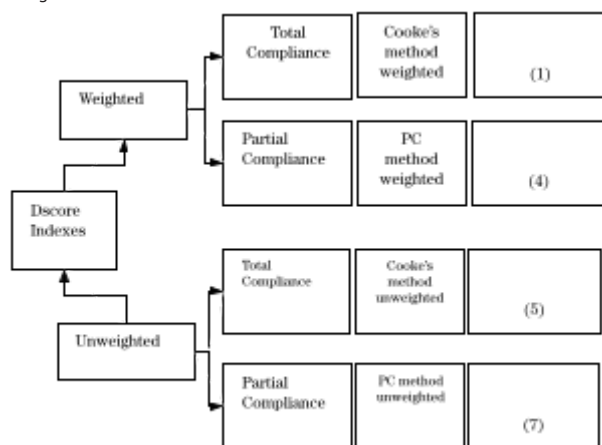 Total
Compliance
Cooke's
method
weighted
(1)
Weighted
Partial
Compliance
PC
method
weighted
(4)
Dscore
Indexes
Total
Compliance
Cooke's
method
unweighted
(5)
Unweighted
Partial
Compliance
PC method
unweighted
(7)